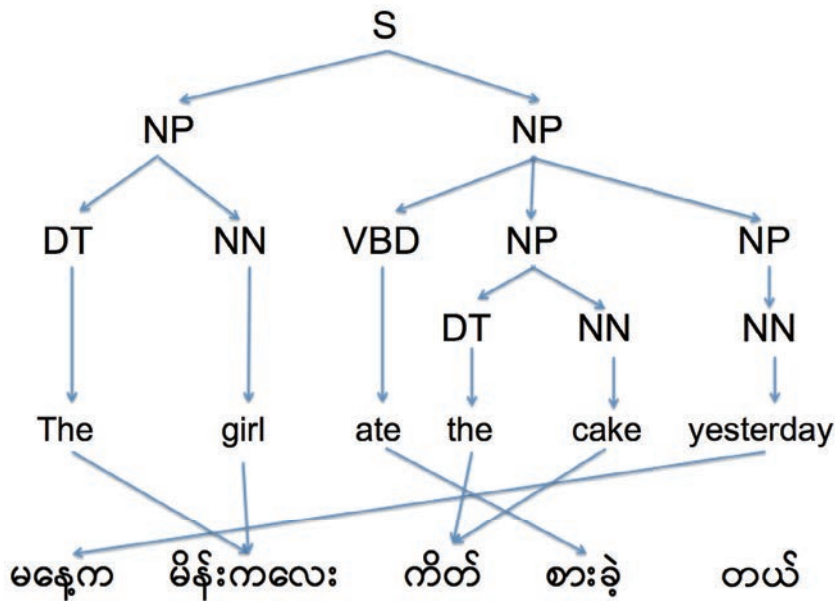 S
NP NP
DT NN VBD NP NP
DT NN NN
The girl ate the cake yesterday
မနေ့က မိန်းကလေး ကိတ် စားခဲ့ တယ်